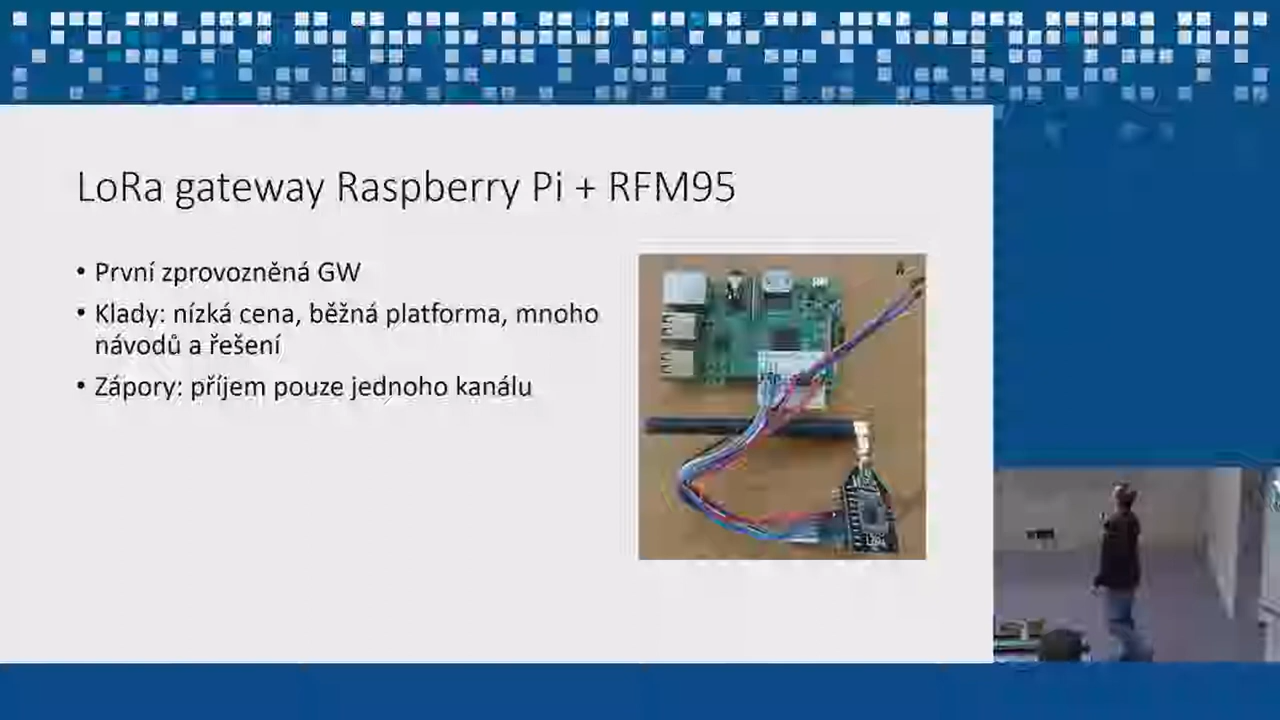 LoRa gateway Raspberry Pi + RFM95
• První zprovozněná GW
• Klady: nízká cena, běžná platforma, mnoho
návodů a řešení
• Zápory: příjem pouze jednoho kanálu